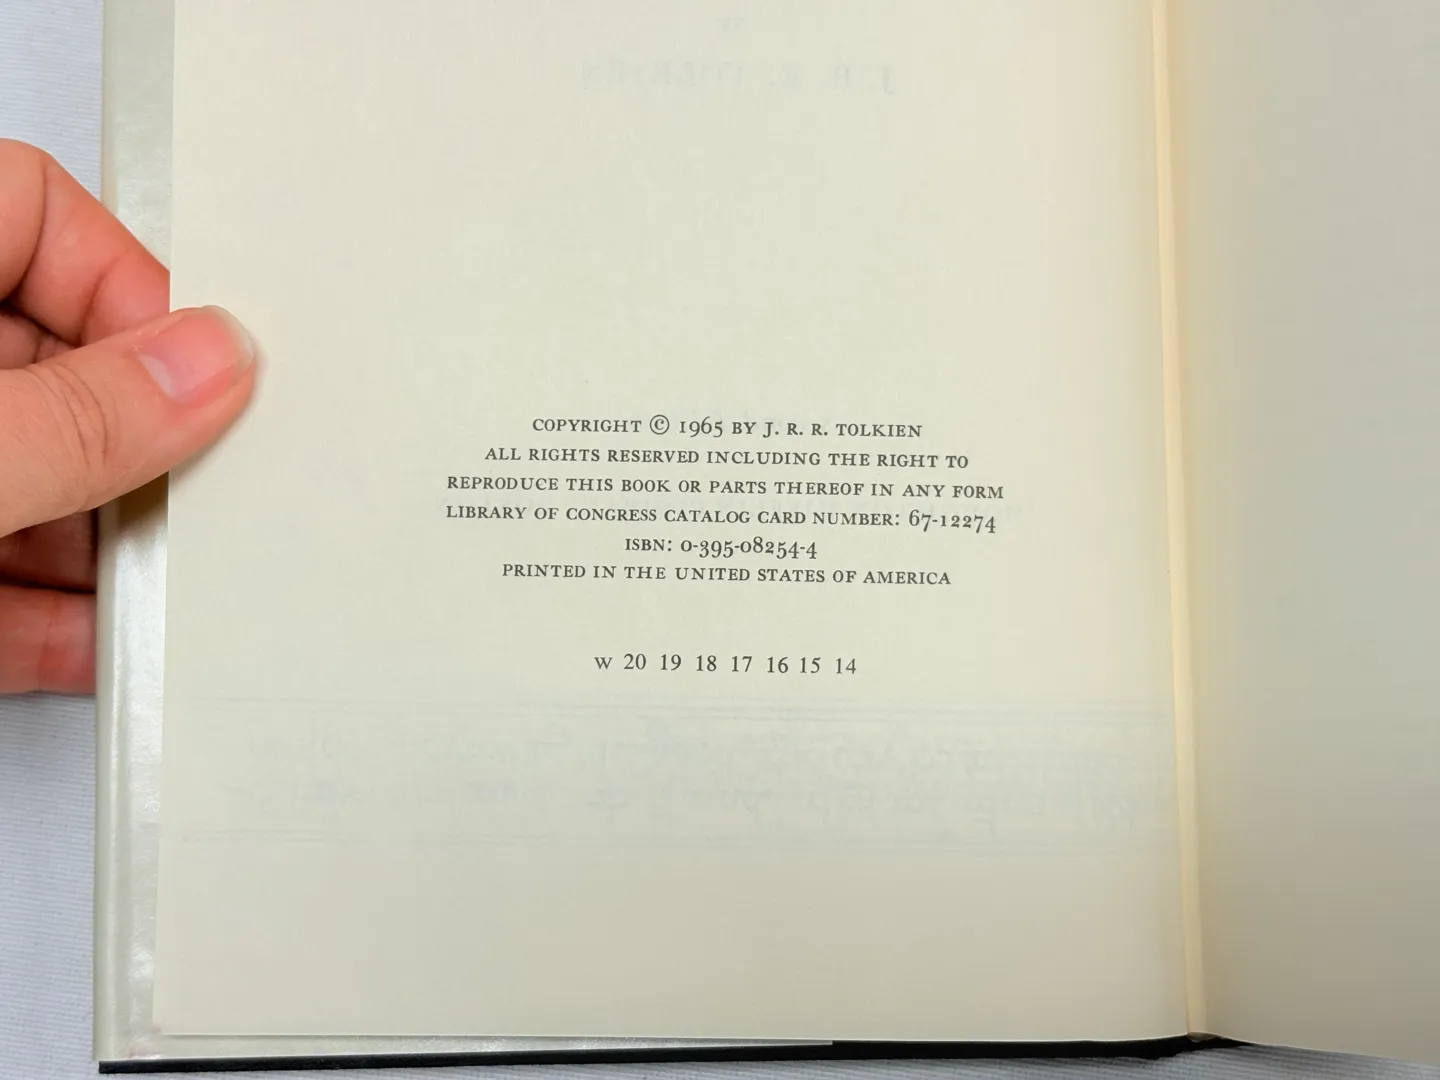 COPYRIGHT © 1965 BY J. R. R. TOLKIEN
ALL RIGHTS RESERVED INCLUDING THE RIGHT TO
REPRODUCE THIS BOOK OR PARTS THEREOF IN ANY FORM
LIBRARY OF CONGRESS CATALOG CARD NUMBER: 67-12274
ISBN: 0-395-08254-4
PRINTED IN THE UNITED STATES OF AMERICA
W 20 19 18 17 16 15 14